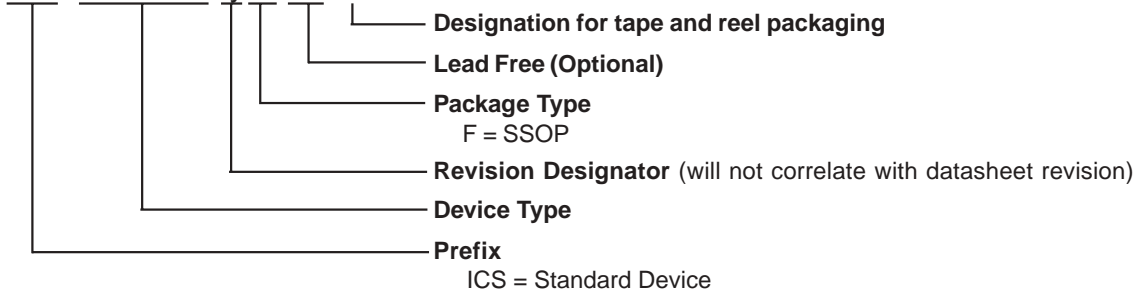 Designation for tape and reel packaging
Lead Free (Optional)
Package Type
F = SSOP
Revision Designator (will not correlate with datasheet revision)
Device Type
Prefix
ICS = Standard Device